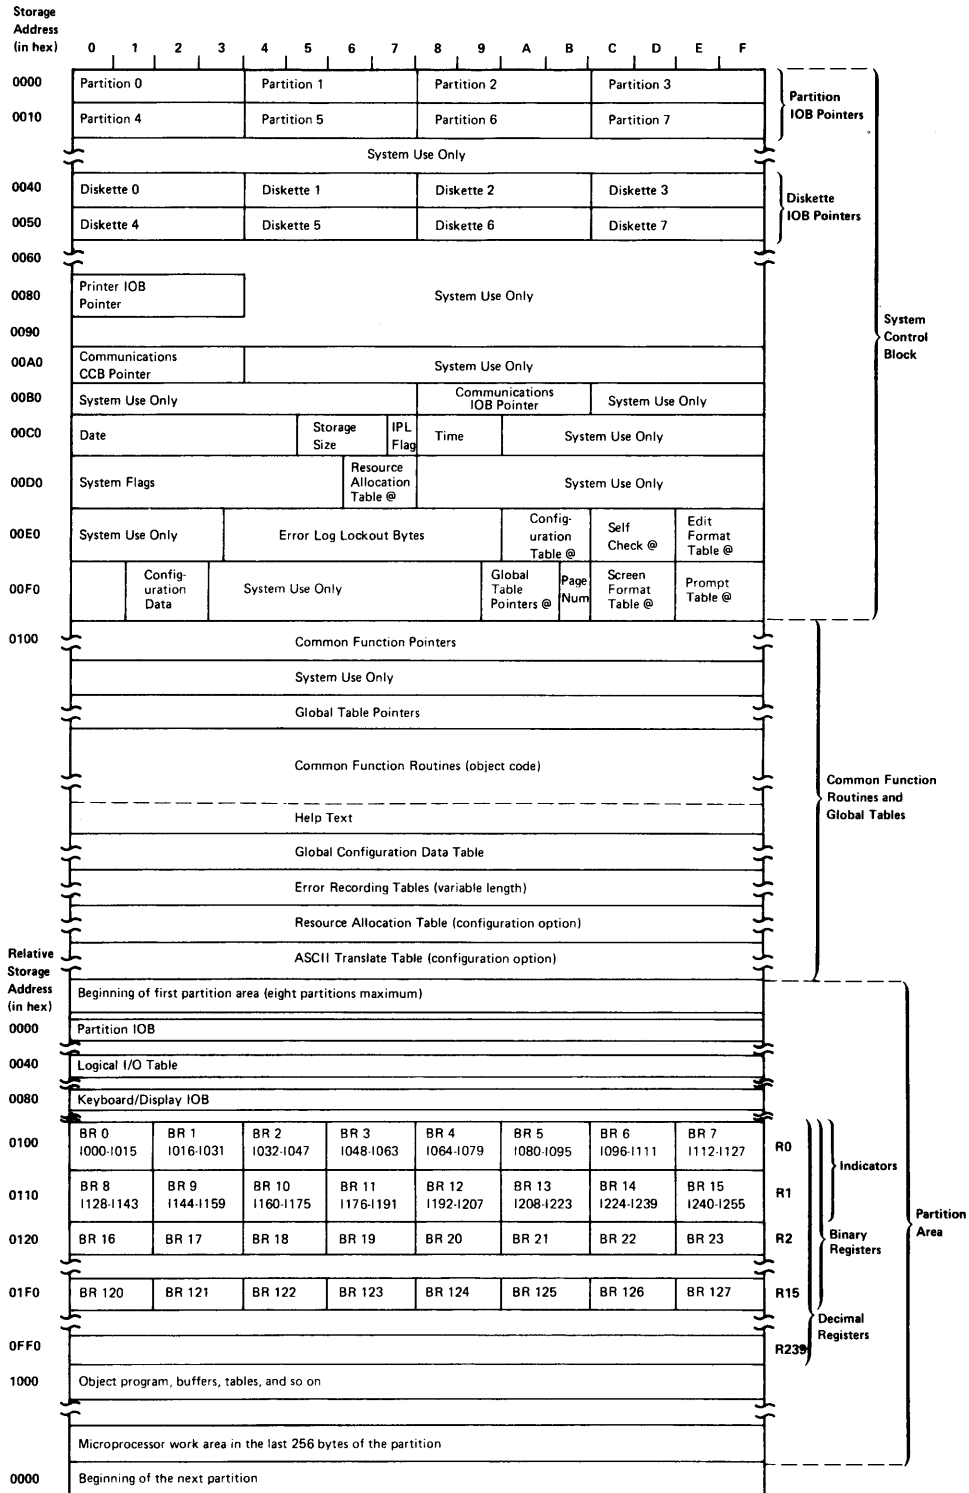 Storage
Address
(in hex) 0 1 2 3 4 5 6 7 8 9 A B C D E F
0000 Partition 0 Partition 1 Partition 2 Partition 3
Partition
IOB Pointers
0010 Partition 4 Partition 5 Partition 6 Partition 7
System Use Only
0040 Diskette 0 Diskette 1 Diskette 2 Diskette 3
Diskette
IOB Pointers
0050 Diskette 4 Diskette 5 Diskette 6 Diskette 7
0060
0080 Printer IOB
Pointer
System Use Only
0090
System
Control
Block
00A0 Communications
CCB Pointer
System Use Only
00B0 System Use Only
Communications
IOB Pointer
System Use Only
00C0 Date
Storage
Size
IPL
Flag
Time
System Use Only
00D0 System Flags
Resource
Allocation
Table @
System Use Only
00E0 System Use Only
Error Log Lockout Bytes
Config-
uration
Table @
Self
Check @
Edit
Format
Table @
00F0
Config-
uration
Data
System Use Only
Global
Table
Pointers @
Page
Num
Screen
Format
Table @
Prompt
Table @
0100 Common Function Pointers
System Use Only
Global Table Pointers
Common Function Routines (object code)
Common Function
Routines and
Global Tables
Help Text
Global Configuration Data Table
Error Recording Tables (variable length)
Resource Allocation Table (configuration option)
ASCII Translate Table (configuration option)
Relative
Storage
Address
(in hex)
Beginning of first partition area (eight partitions maximum)
0000 Partition IOB
0040 Logical I/O Table
0080 Keyboard/Display IOB
0100 BR 0 BR 1 BR 2 BR 3 BR 4 BR 5 BR 6 BR 7 R0
I000-I015 I016-I031 I032-I047 I048-I063 I064-I079 I080-I095 I096-I111 I112-I127
Indicators
0110 BR 8 BR 9 BR 10 BR 11 BR 12 BR 13 BR 14 BR 15 R1
I128-I143 I144-I159 I160-I175 I176-I191 I192-I207 I208-I223 I224-I239 I240-I255
Partition
Area
0120 BR 16 BR 17 BR 18 BR 19 BR 20 BR 21 BR 22 BR 23 R2
Binary
Registers
01F0 BR 120 BR 121 BR 122 BR 123 BR 124 BR 125 BR 126 BR 127 R15
Decimal
Registers
0FF0 R239
1000 Object program, buffers, tables, and so on
Microprocessor work area in the last 256 bytes of the partition
0000 Beginning of the next partition